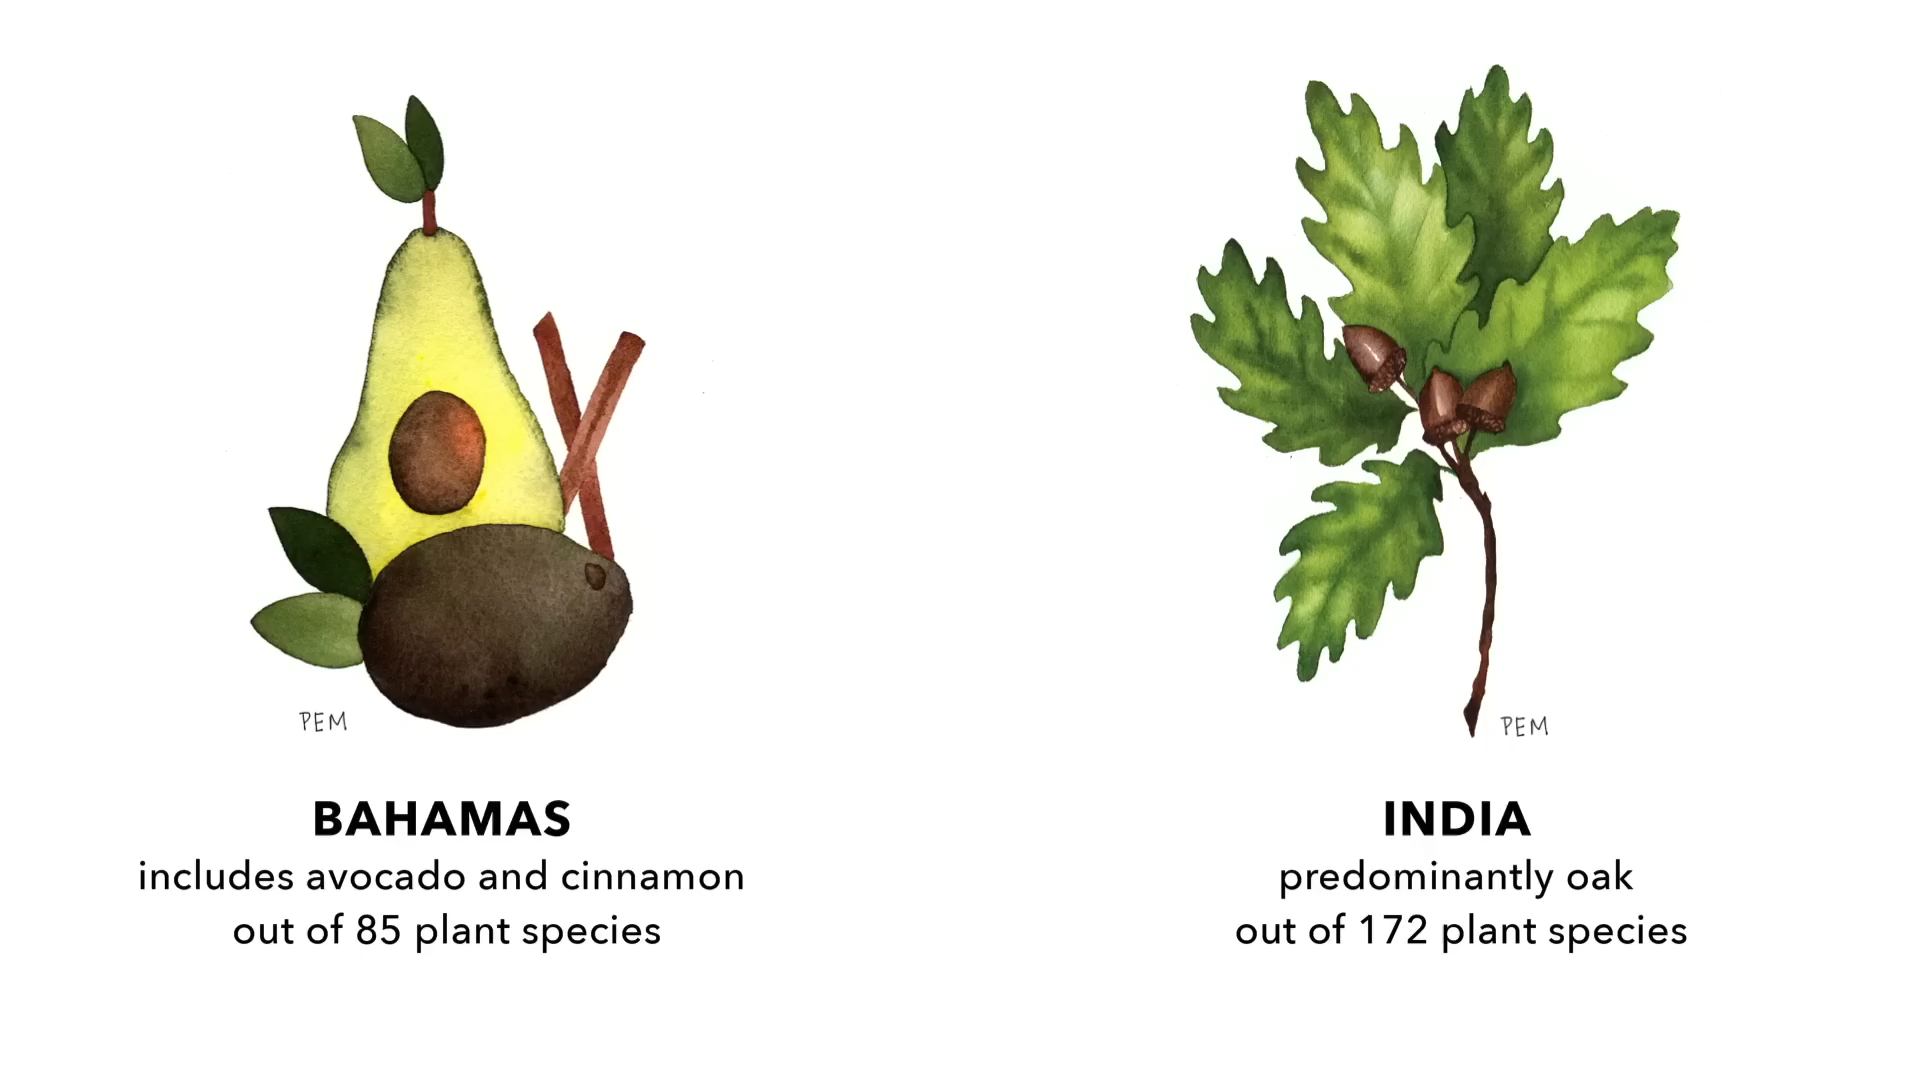 PEM
BAHAMAS
includes avocado and cinnamon
out of 85 plant species
PEM
INDIA
predominantly oak
out of 172 plant species